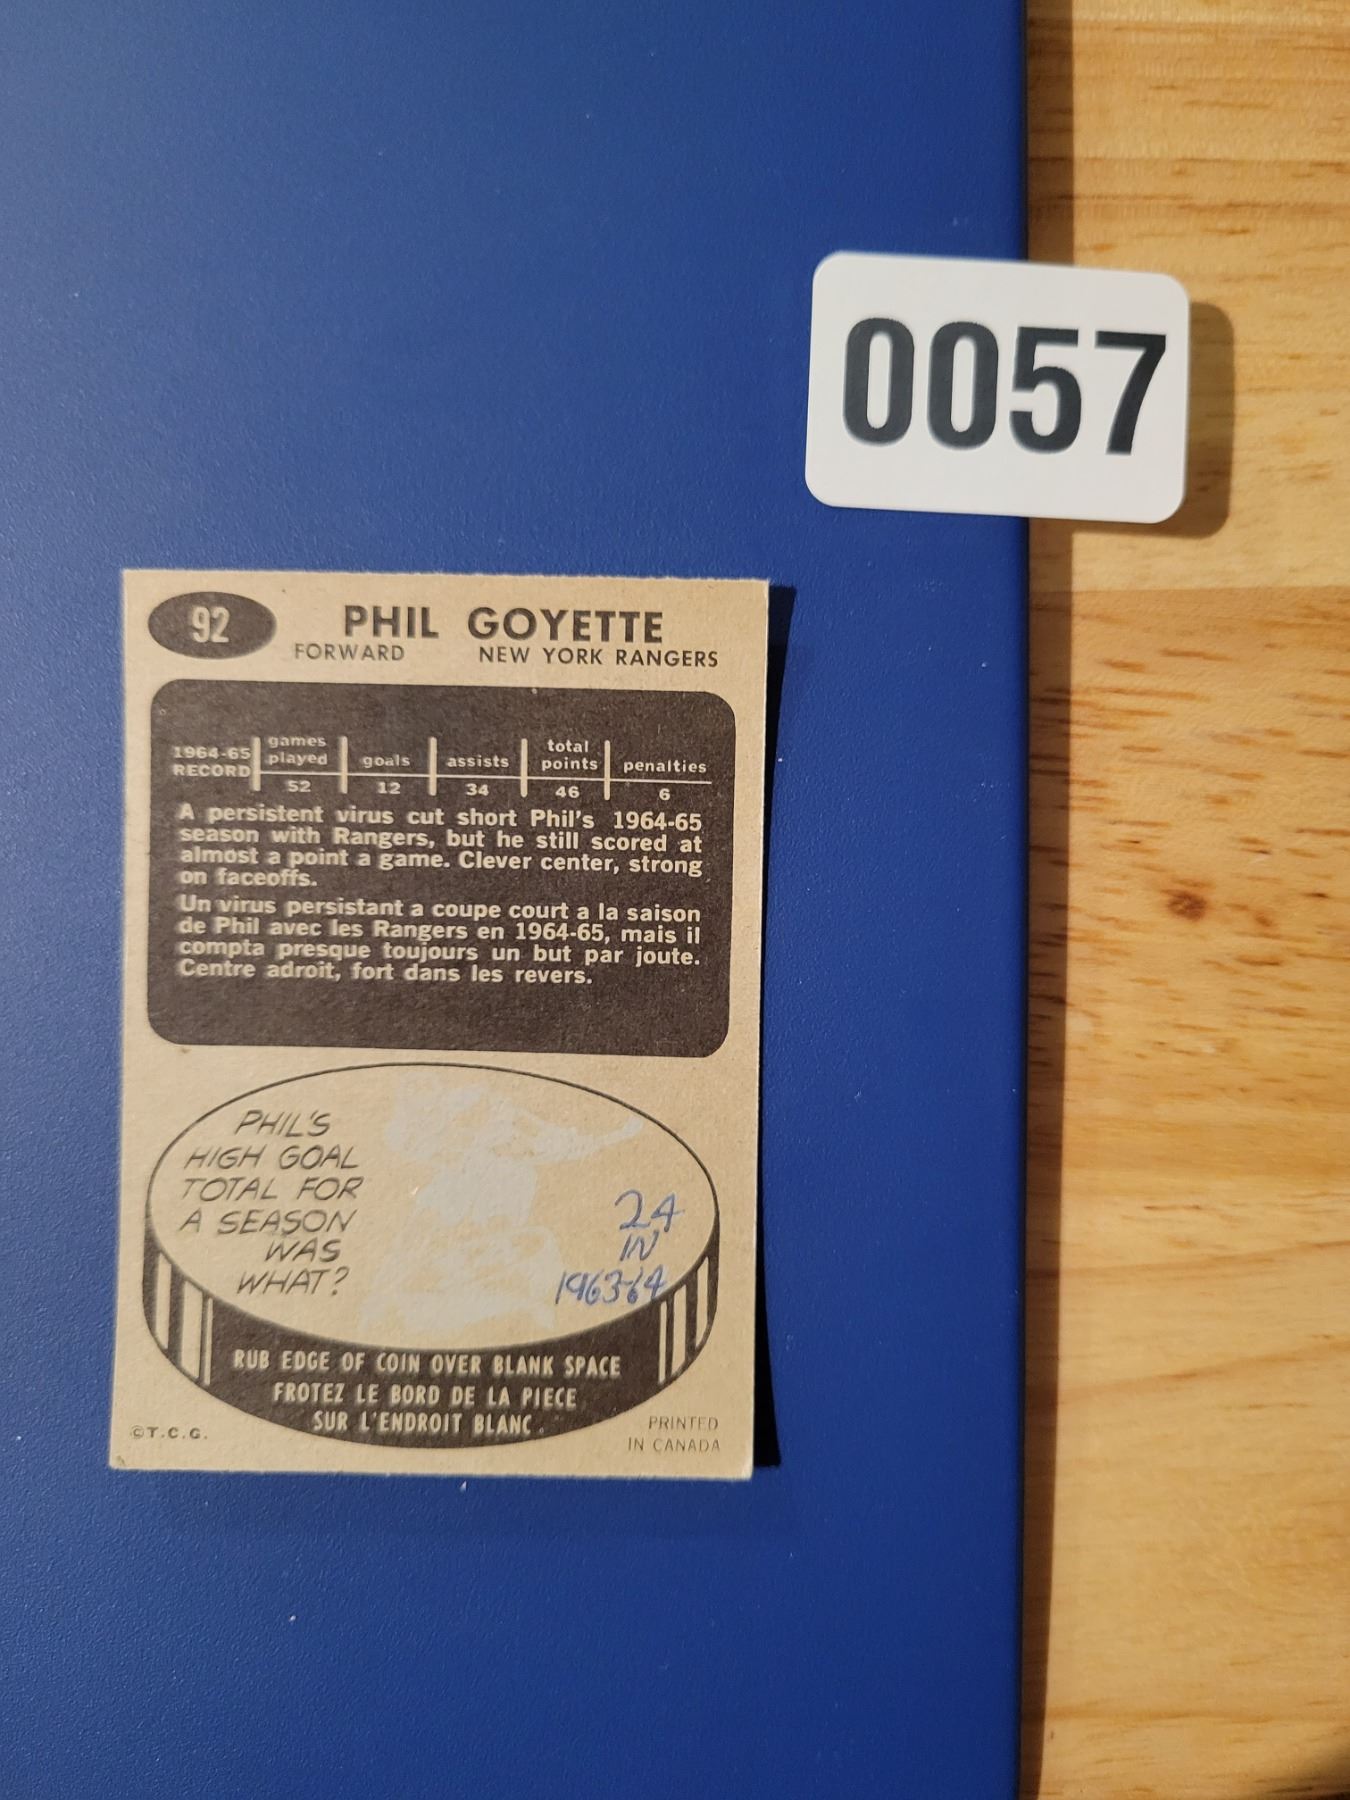 0057
92 PHIL GOYETTE
FORWARD NEW YORK RANGERS
1964-65 RECORD games played goals assists total points penalties
52 12 34 46 6
A persistent virus cut short Phil's 1964-65
season with Rangers, but he still scored at
almost a point a game. Clever center, strong
on faceoffs.
Un virus persistant a coupe court a la saison
de Phil avec les Rangers en 1964-65, mais il
compta presque toujours un but par joute.
Centre adroit, fort dans les revers.
PHIL'S
HIGH GOAL
TOTAL FOR
A SEASON
WAS
WHAT?
24
IN
1963-64
RUB EDGE OF COIN OVER BLANK SPACE
FROTEZ LE BORD DE LA PIECE
SUR L'ENDROIT BLANC.
©T.C.G.
PRINTED
IN CANADA